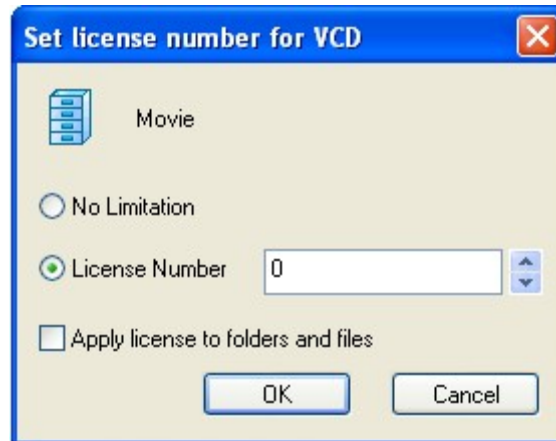 Set license number for VCD
Movie
No Limitation
License Number 0
Apply license to folders and files
OK Cancel